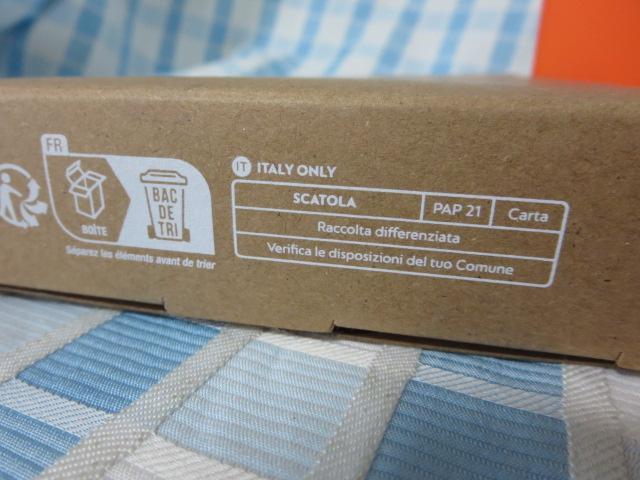 FR
BOÎTE
BAC
DE
TRI
Séparez les éléments avant de trier
IT ITALY ONLY
SCATOLA PAP 21 Carta
Raccolta differenziata
Verifica le disposizioni del tuo Comune